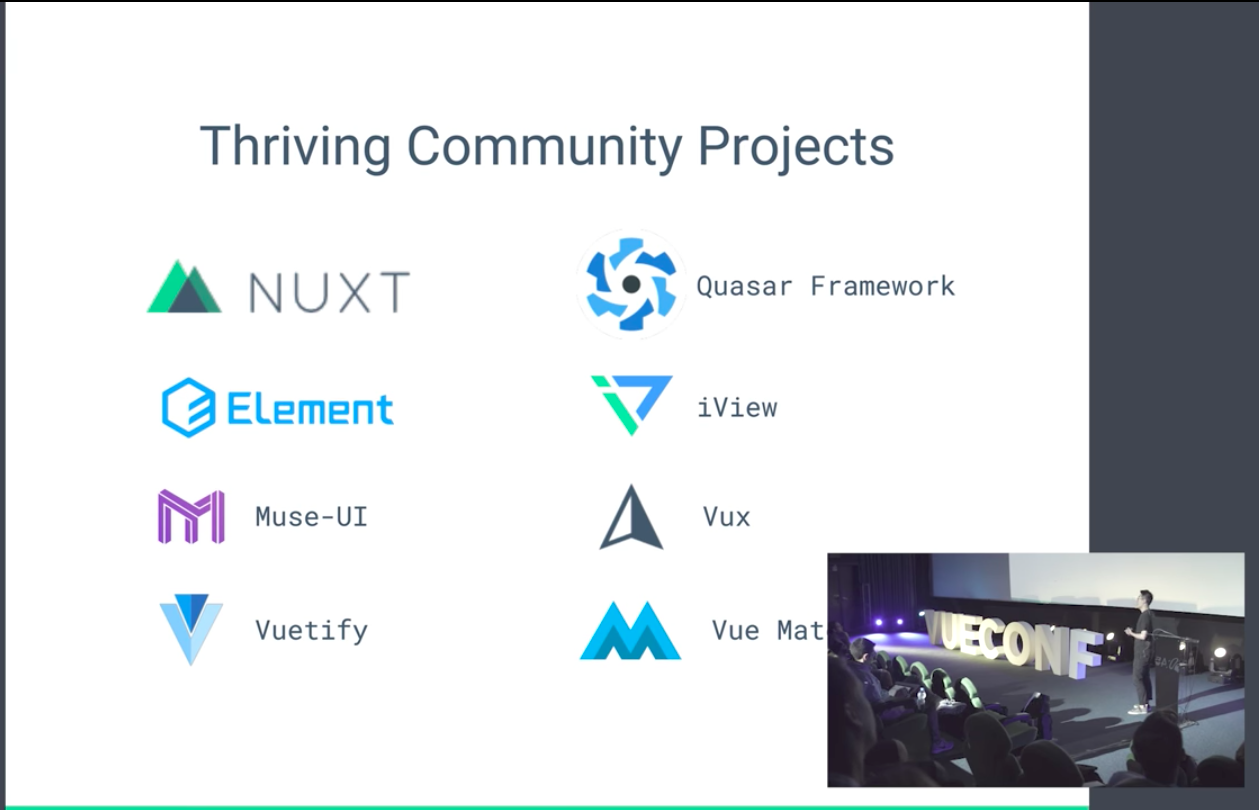 Thriving Community Projects
NUXT
Quasar Framework
Element
iView
Muse-UI
Vux
Vuetify
Vue Mat
VUECONF